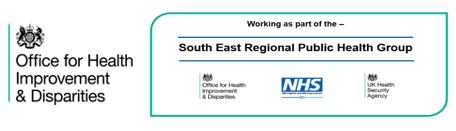 Office for Health
Improvement
& Disparities
Working as part of the –
South East Regional Public Health Group
Office for Health
Improvement
& Disparities
NHS
UK Health
Security
Agency